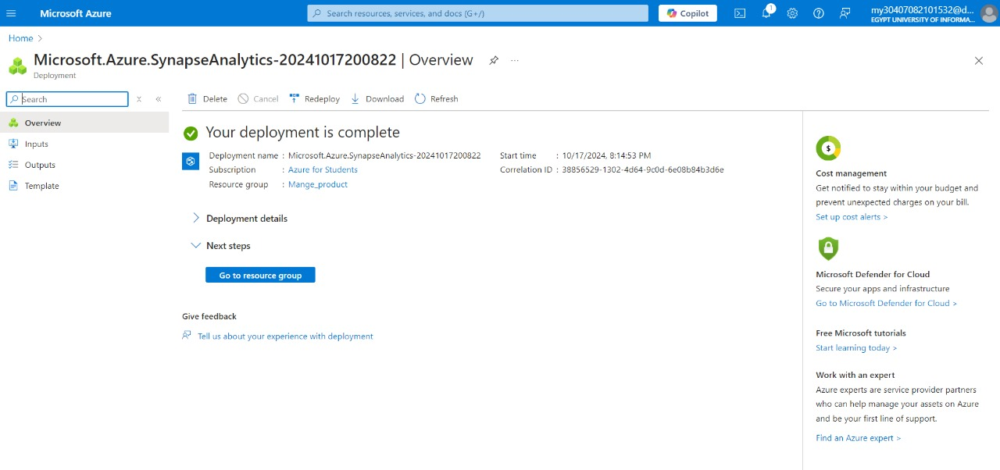 Microsoft Azure
Search resources, services, and docs (G+/)
Copilot
1
my30407082101532@d...
EGYPT UNIVERSITY OF INFORMA...
Home >
Microsoft.Azure.SynapseAnalytics-20241017200822 | Overview
...
Deployment
Search
Delete
Cancel
Redeploy
Download
Refresh
Overview
Inputs
Outputs
Template
Your deployment is complete
Deployment name : Microsoft.Azure.SynapseAnalytics-20241017200822
Subscription : Azure for Students
Resource group : Mange_product
Start time : 10/17/2024, 8:14:53 PM
Correlation ID : 38856529-1302-4d64-9c0d-6e08b84b3d6e
Deployment details
Next steps
Go to resource group
Give feedback
Tell us about your experience with deployment
$
Cost management
Get notified to stay within your budget and
prevent unexpected charges on your bill.
Set up cost alerts >
Microsoft Defender for Cloud
Secure your apps and infrastructure
Go to Microsoft Defender for Cloud >
Free Microsoft tutorials
Start learning today >
Work with an expert
Azure experts are service provider partners
who can help manage your assets on Azure
and be your first line of support.
Find an Azure expert >